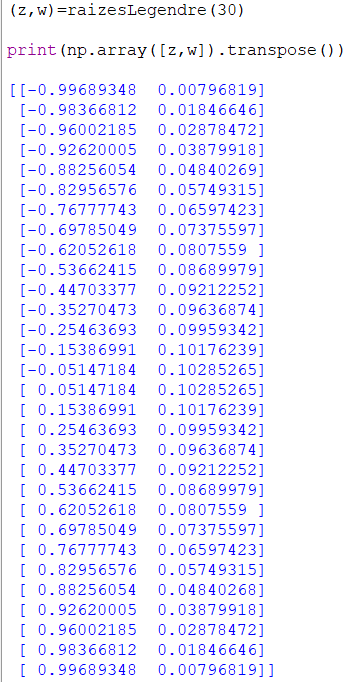 (z,w)=raizesLegendre(30)
print(np.array([z,w]).transpose())
[[-0.99689348  0.00796819]
 [-0.98366812  0.01846646]
 [-0.96002185  0.02878472]
 [-0.92620005  0.03879918]
 [-0.88256054  0.04840269]
 [-0.82956576  0.05749315]
 [-0.76777743  0.06597423]
 [-0.69785049  0.07375597]
 [-0.62052618  0.0807559 ]
 [-0.53662415  0.08689979]
 [-0.44703377  0.09212252]
 [-0.35270473  0.09636874]
 [-0.25463693  0.09959342]
 [-0.15386991  0.10176239]
 [-0.05147184  0.10285265]
 [ 0.05147184  0.10285265]
 [ 0.15386991  0.10176239]
 [ 0.25463693  0.09959342]
 [ 0.35270473  0.09636874]
 [ 0.44703377  0.09212252]
 [ 0.53662415  0.08689979]
 [ 0.62052618  0.0807559 ]
 [ 0.69785049  0.07375597]
 [ 0.76777743  0.06597423]
 [ 0.82956576  0.05749315]
 [ 0.88256054  0.04840268]
 [ 0.92620005  0.03879918]
 [ 0.96002185  0.02878472]
 [ 0.98366812  0.01846646]
 [ 0.99689348  0.00796819]]